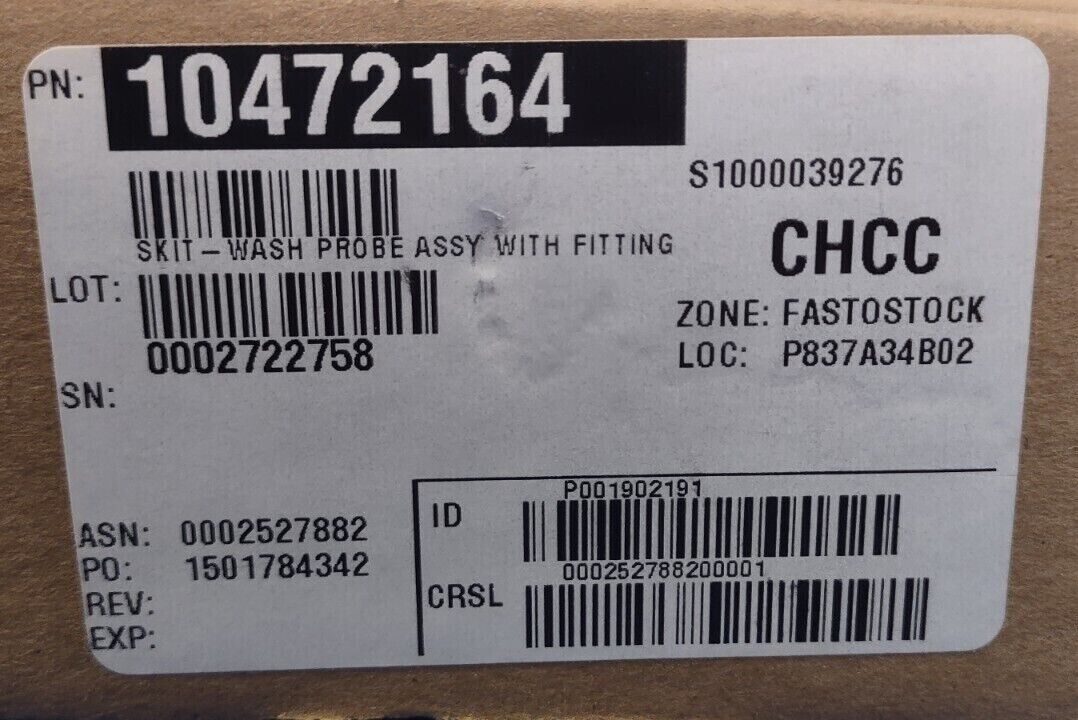 PN: 10472164
S1000039276
SKIT-WASH PROBE ASSY WITH FITTING
CHCC
LOT:
0002722758
ZONE: FASTOSTOCK
LOC: P837A34B02
SN:
ASN: 0002527882
PO: 1501784342
REV:
EXP:
P001902191
ID
000252788200001
CRSL